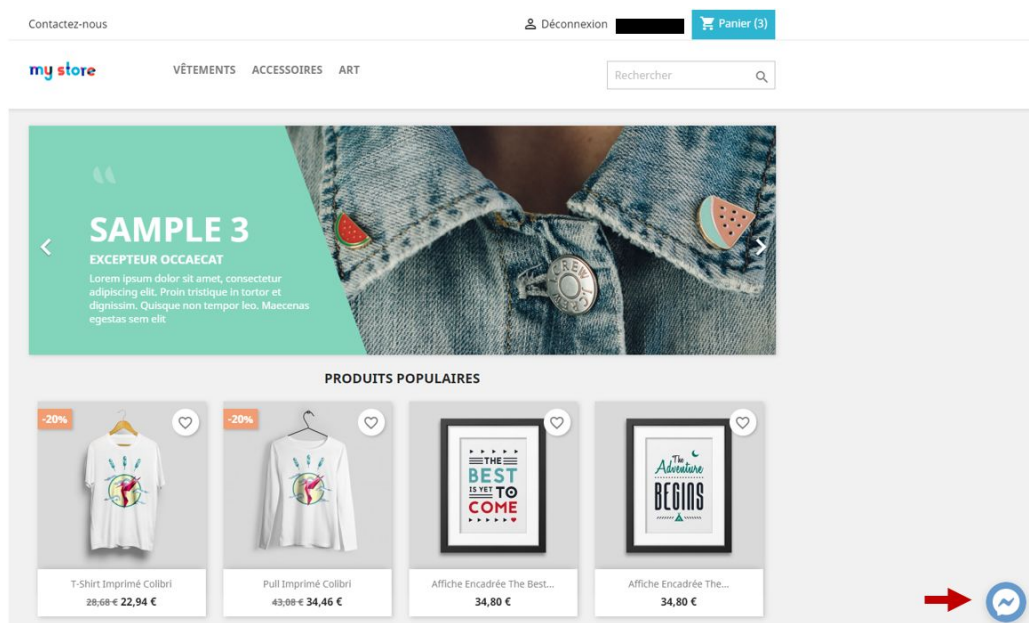 Contactez-nous
Déconnexion
Panier (3)
my store
VÊTEMENTS ACCESSOIRES ART
Rechercher
SAMPLE 3
EXCEPTEUR OCCAECAT
Lorem ipsum dolor sit amet, consectetur
adipiscing elit. Proin tristique in tortor et
dignissim. Quisque non tempor leo. Maecenas
egestas sem elit
CREW
PRODUITS POPULAIRES
-20%
-20%
THE
BEST
IS YET TO
COME
The
Adventure
BEGINS
T-Shirt Imprimé Colibri
28,68 € 22,94 €
Pull Imprimé Colibri
43,08 € 34,46 €
Affiche Encadrée The Best...
34,80 €
Affiche Encadrée The...
34,80 €